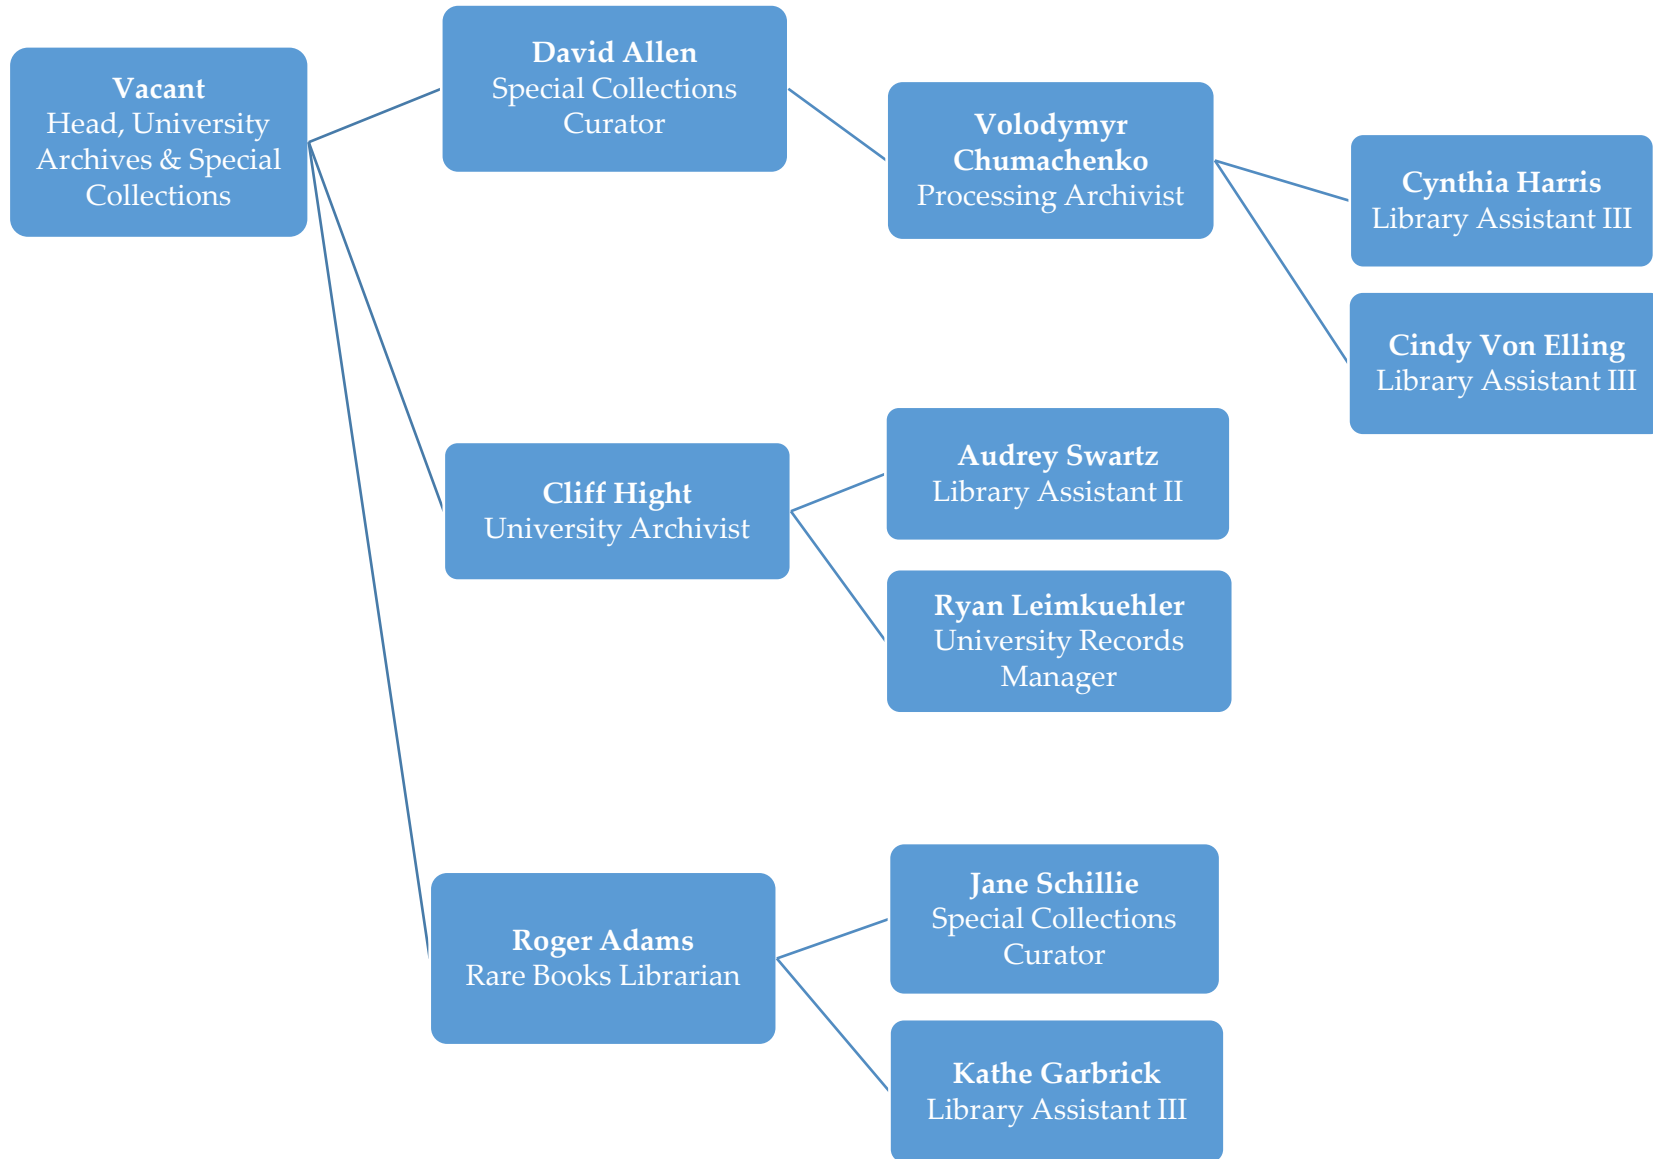 Vacant
Head, University
Archives & Special
Collections
David Allen
Special Collections
Curator
Volodymyr
Chumachenko
Processing Archivist
Cynthia Harris
Library Assistant III
Cindy Von Elling
Library Assistant III
Cliff Hight
University Archivist
Audrey Swartz
Library Assistant II
Ryan Leimkuehler
University Records
Manager
Roger Adams
Rare Books Librarian
Jane Schillie
Special Collections
Curator
Kathe Garbrick
Library Assistant III